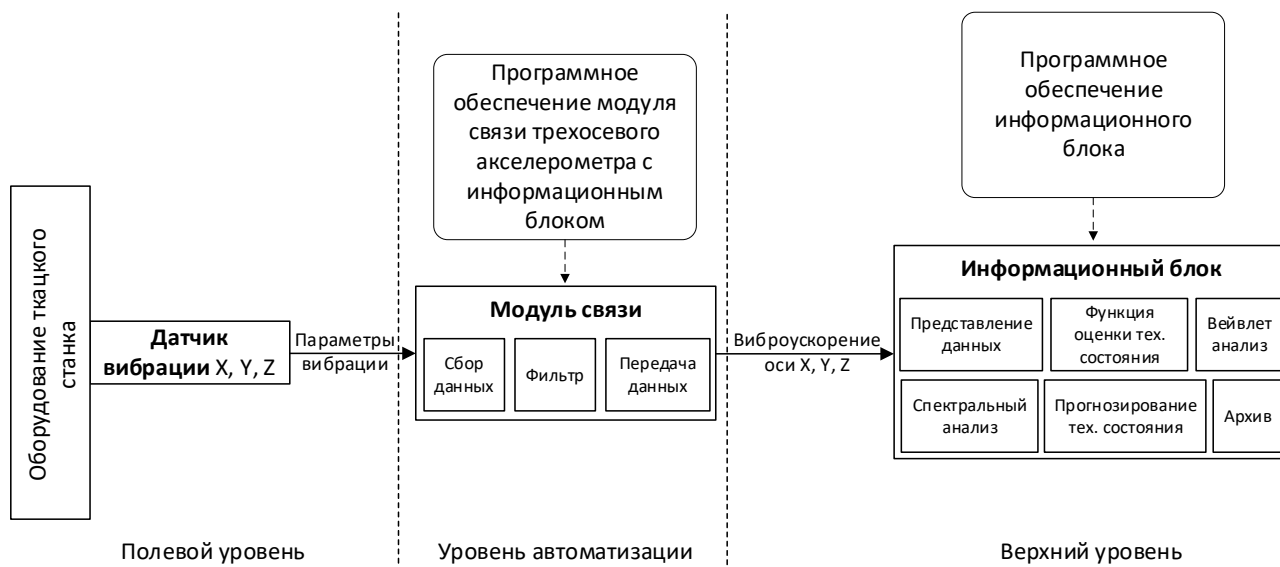 Оборудование ткацкого
станка
Датчик
вибрации X, Y, Z
Параметры
вибрации
Программное
обеспечение модуля
связи трехосевого
акселерометра с
информационным
блоком
Модуль связи
Сбор
данных
Фильтр
Передача
данных
Виброускорение
оси X, Y, Z
Программное
обеспечение
информационного
блока
Информационный блок
Представление
данных
Функция
оценки тех.
состояния
Вейвлет
анализ
Спектральный
анализ
Прогнозирование
тех. состояния
Архив
Полевой уровень
Уровень автоматизации
Верхний уровень